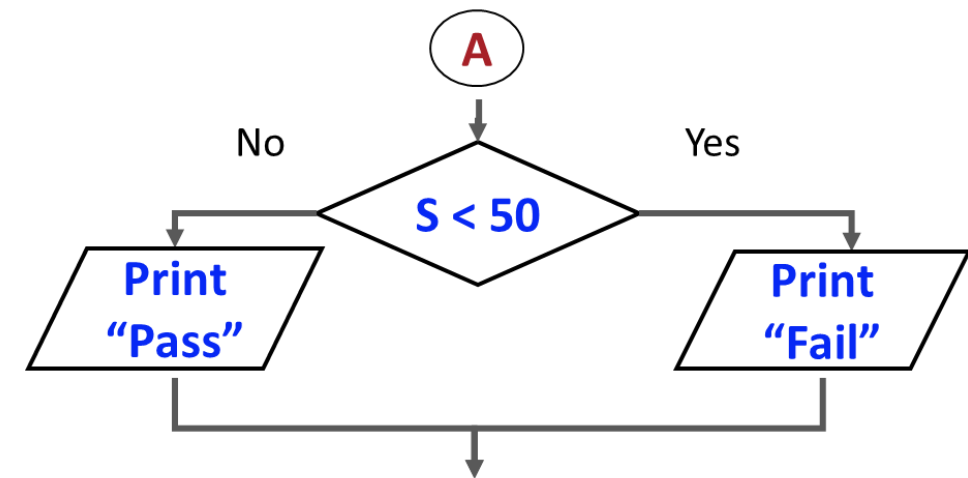 A
No
Yes
S < 50
Print
“Pass”
Print
“Fail”